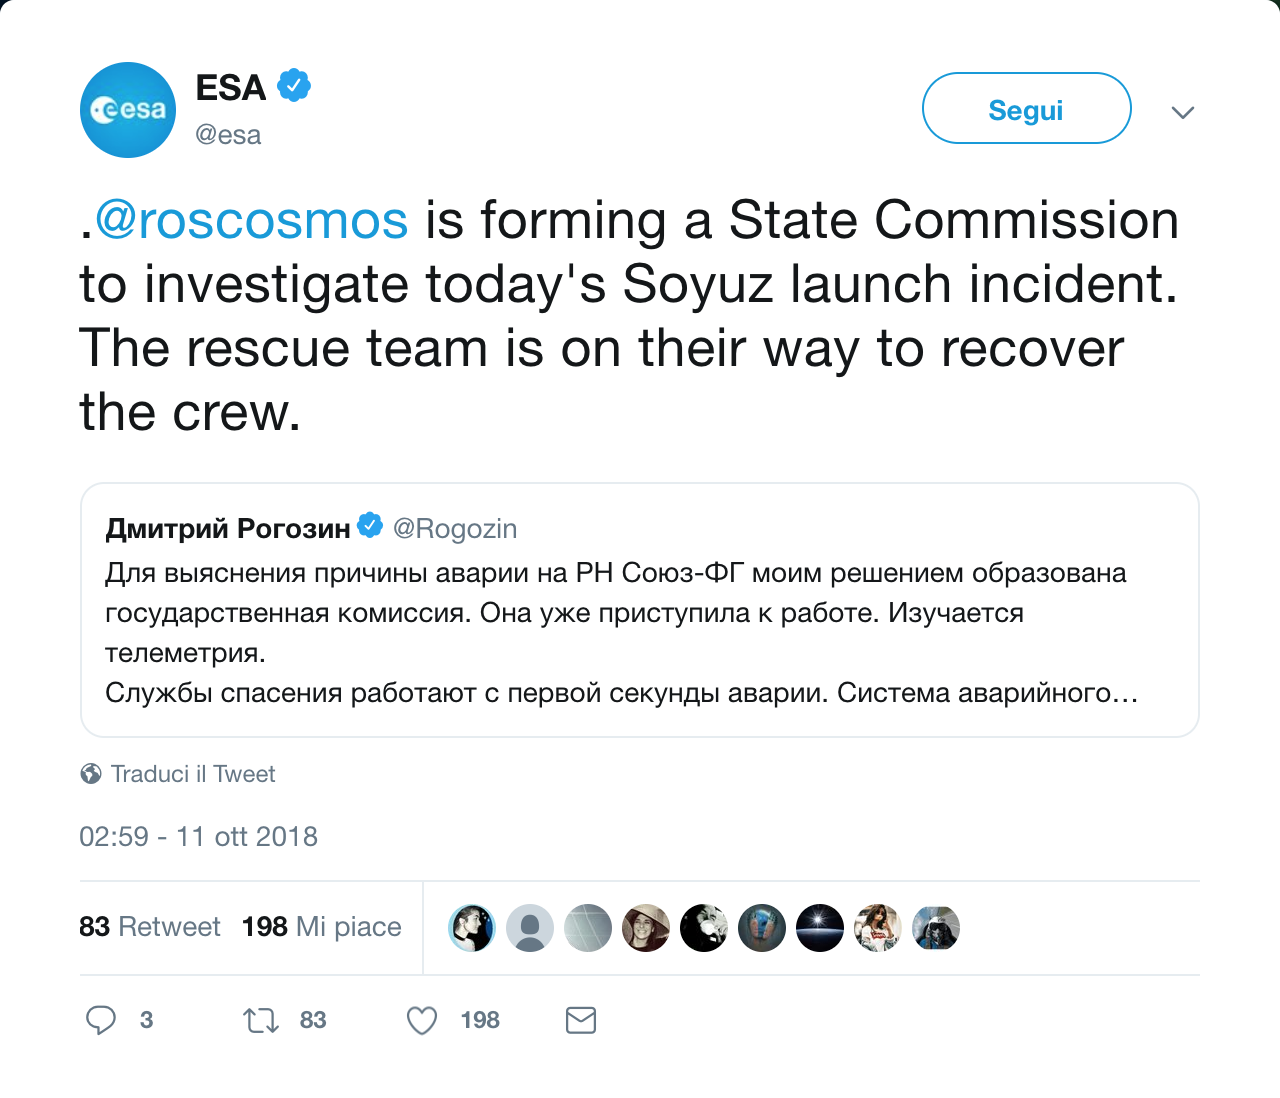 esa
ESA
@esa
Segui
.@roscosmos is forming a State Commission
to investigate today's Soyuz launch incident.
The rescue team is on their way to recover
the crew.
Дмитрий Рогозин @Rogozin
Для выяснения причины аварии на РН Союз-ФГ моим решением образована
государственная комиссия. Она уже приступила к работе. Изучается
телеметрия.
Службы спасения работают с первой секунды аварии. Система аварийного…
Traduci il Tweet
02:59 - 11 ott 2018
83 Retweet 198 Mi piace
3 83 198